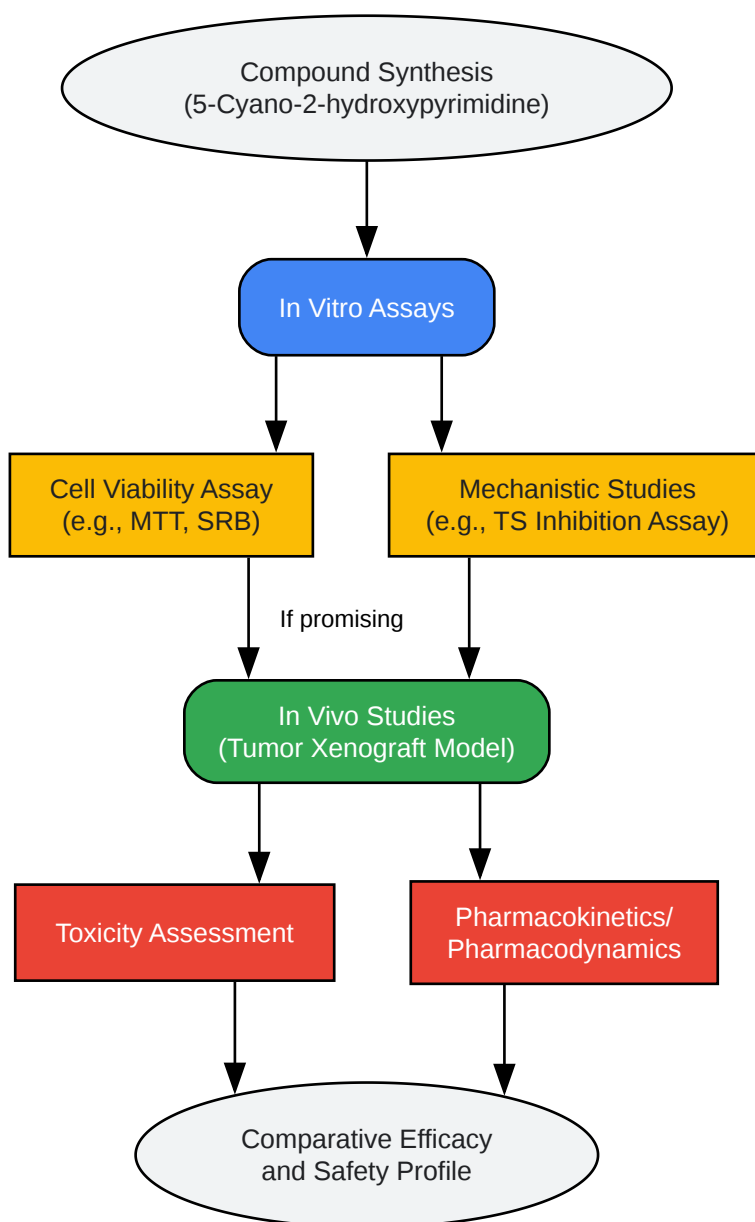 Compound Synthesis
(5-Cyano-2-hydroxypyrimidine)
In Vitro Assays
Cell Viability Assay
(e.g., MTT, SRB)
Mechanistic Studies
(e.g., TS Inhibition Assay)
If promising
In Vivo Studies
(Tumor Xenograft Model)
Toxicity Assessment
Pharmacokinetics/
Pharmacodynamics
Comparative Efficacy
and Safety Profile